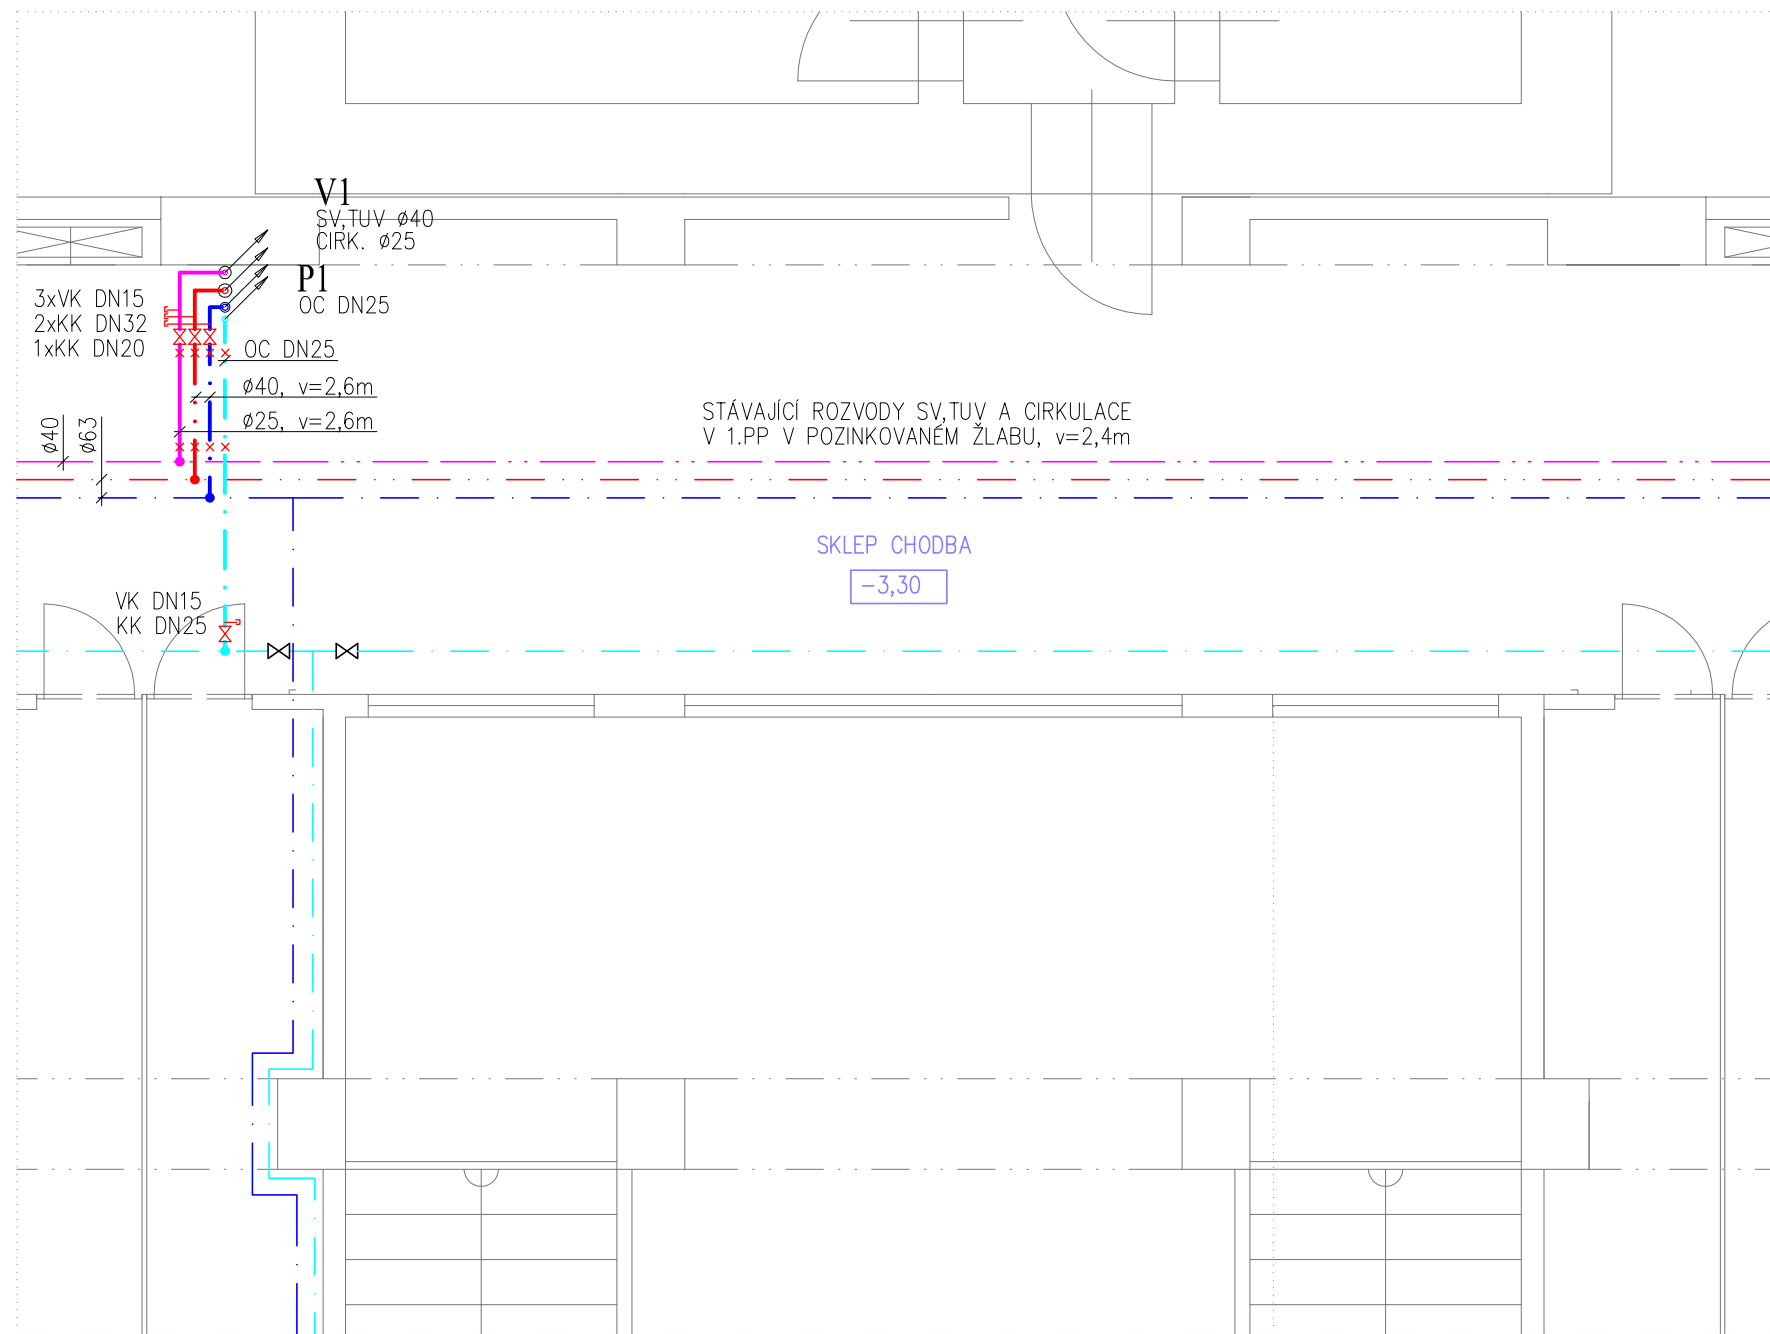 V1
SV,TUV ø40
CIRK. ø25
P1
OC DN25
3xVK DN15
2xKK DN32
1xKK DN20
OC DN25
ø40, v=2,6m
ø25, v=2,6m
ø40
ø63
STÁVAJÍCÍ ROZVODY SV,TUV A CIRKULACE
V 1.PP V POZINKOVANÉM ŽLABU, v=2,4m
SKLEP CHODBA
-3,30
VK DN15
KK DN25